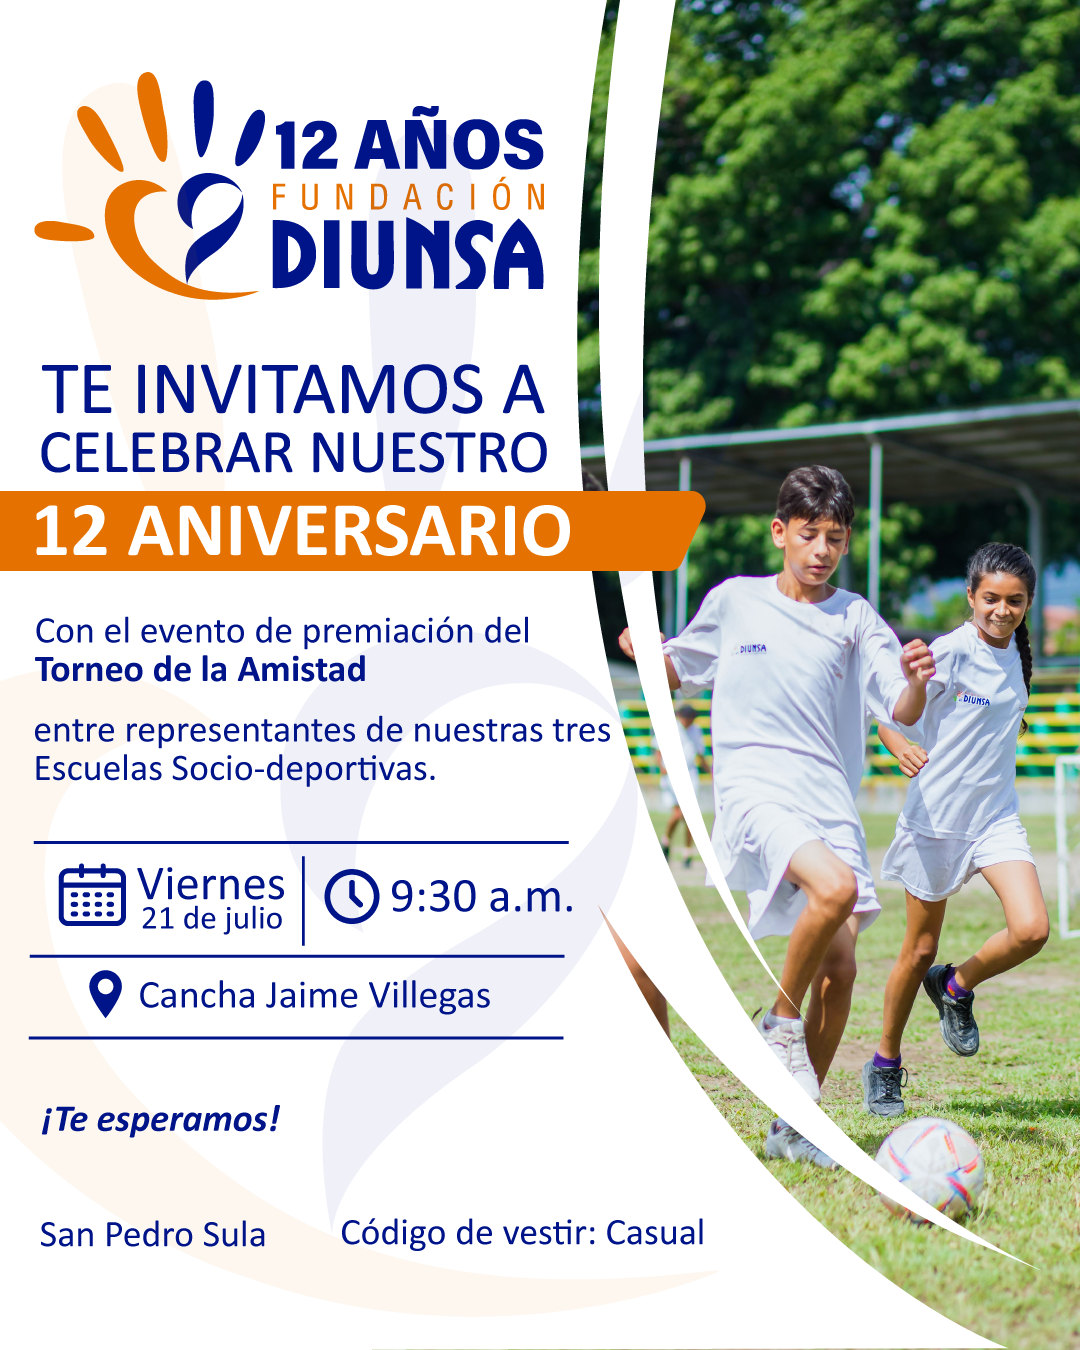 12 AÑOS
FUNDACIÓN
DIUNSA
TE INVITAMOS A
CELEBRAR NUESTRO
12 ANIVERSARIO
Con el evento de premiación del
Torneo de la Amistad
entre representantes de nuestras tres
Escuelas Socio-deportivas.
Viernes
21 de julio
9:30 a.m.
Cancha Jaime Villegas
¡Te esperamos!
San Pedro Sula
Código de vestir: Casual
DIUNSA
DIUNSA